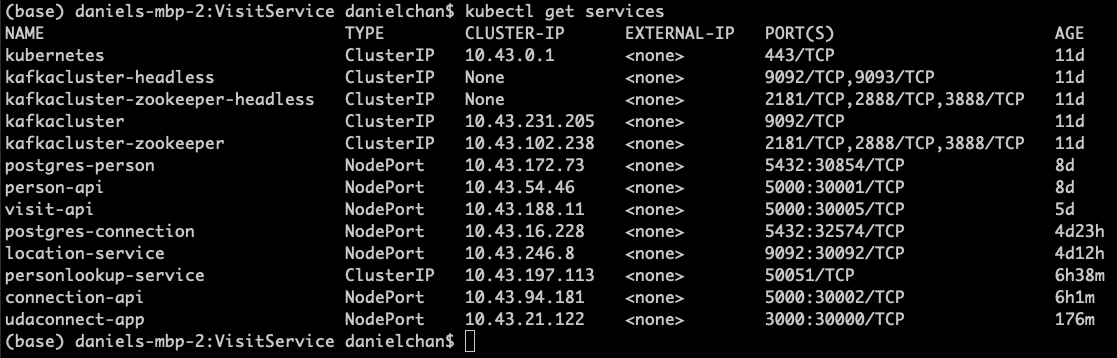 (base) daniels-mbp-2:VisitService danielchan$ kubectl get services
NAME TYPE CLUSTER-IP EXTERNAL-IP PORT(S) AGE
kubernetes ClusterIP 10.43.0.1 <none> 443/TCP 11d
kafkacluster-headless ClusterIP None <none> 9092/TCP,9093/TCP 11d
kafkacluster-zookeeper-headless ClusterIP None <none> 2181/TCP,2888/TCP,3888/TCP 11d
kafkacluster ClusterIP 10.43.231.205 <none> 9092/TCP 11d
kafkacluster-zookeeper ClusterIP 10.43.102.238 <none> 2181/TCP,2888/TCP,3888/TCP 11d
postgres-person NodePort 10.43.172.73 <none> 5432:30854/TCP 8d
person-api NodePort 10.43.54.46 <none> 5000:30001/TCP 8d
visit-api NodePort 10.43.188.11 <none> 5000:30005/TCP 5d
postgres-connection NodePort 10.43.16.228 <none> 5432:32574/TCP 4d23h
location-service NodePort 10.43.246.8 <none> 9092:30092/TCP 4d12h
personlookup-service ClusterIP 10.43.197.113 <none> 50051/TCP 6h38m
connection-api NodePort 10.43.94.181 <none> 5000:30002/TCP 6h1m
udaconnect-app NodePort 10.43.21.122 <none> 3000:30000/TCP 176m
(base) daniels-mbp-2:VisitService danielchan$